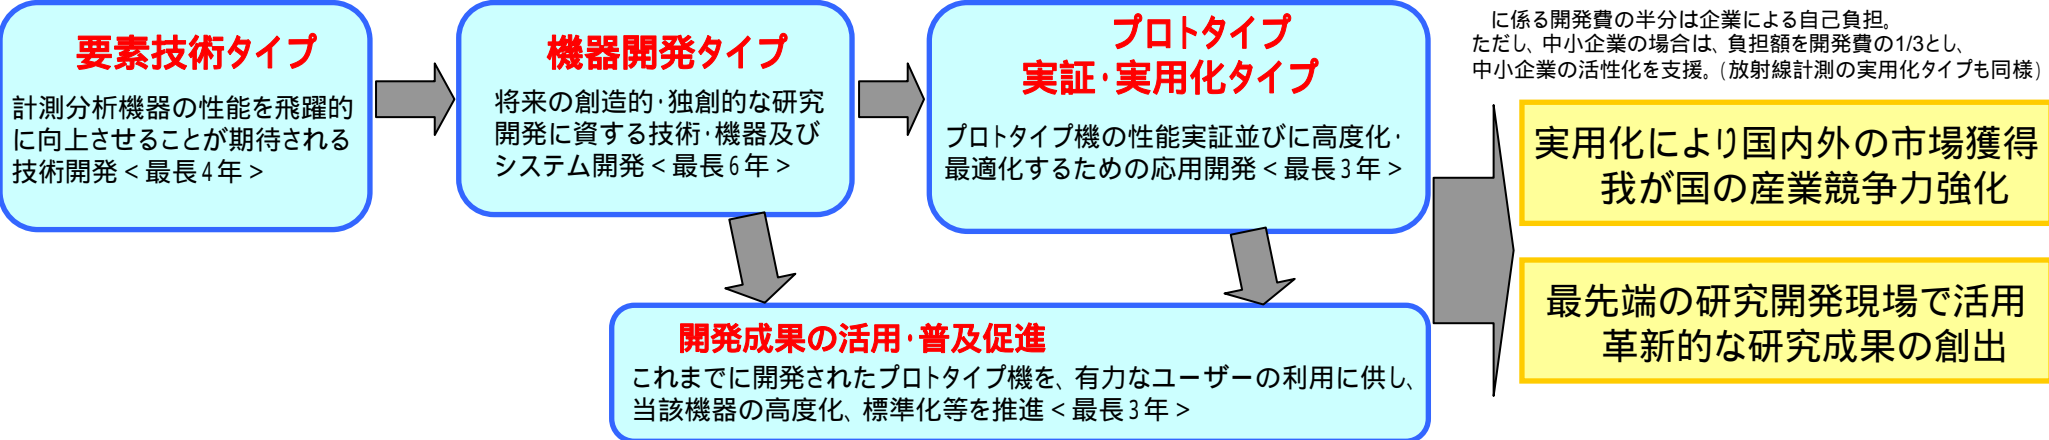 要素技術タイプ
計測分析機器の性能を飛躍的
に向上させることが期待される
技術開発＜最長4年＞
機器開発タイプ
将来の創造的・独創的な研究
開発に資する技術・機器及び
システム開発＜最長6年＞
プロトタイプ
実証・実用化タイプ
プロトタイプ機の性能実証並びに高度化・
最適化するための応用開発＜最長3年＞
に係る開発費の半分は企業による自己負担。
ただし、中小企業の場合は、負担額を開発費の1/3とし、
中小企業の活性化を支援。(放射線計測の実用化タイプも同様)
実用化により国内外の市場獲得
我が国の産業競争力強化
最先端の研究開発現場で活用
革新的な研究成果の創出
開発成果の活用・普及促進
これまでに開発されたプロトタイプ機を、有力なユーザーの利用に供し、
当該機器の高度化、標準化等を推進＜最長3年＞